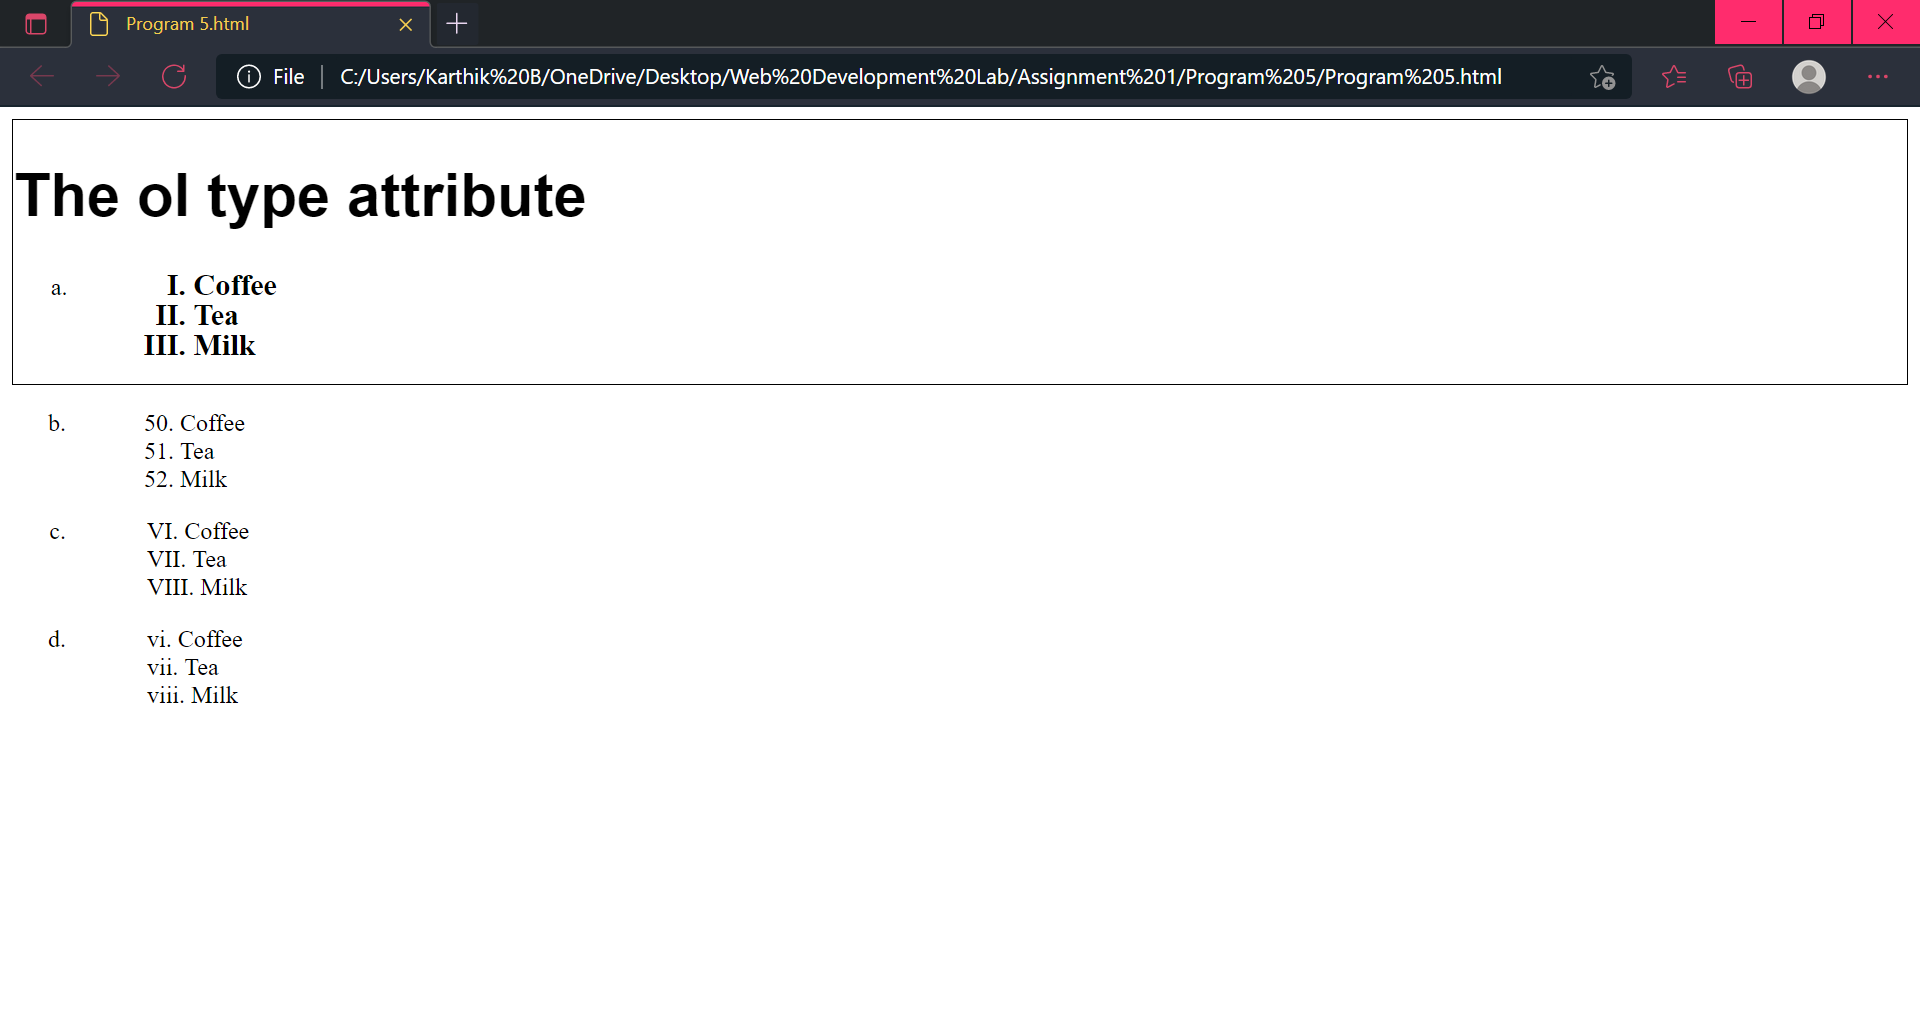 Program 5.html
File C:/Users/Karthik%20B/OneDrive/Desktop/Web%20Development%20Lab/Assignment%201/Program%205/Program%205.html
The ol type attribute
a. I. Coffee
II. Tea
III. Milk
b. 50. Coffee
51. Tea
52. Milk
c. VI. Coffee
VII. Tea
VIII. Milk
d. vi. Coffee
vii. Tea
viii. Milk